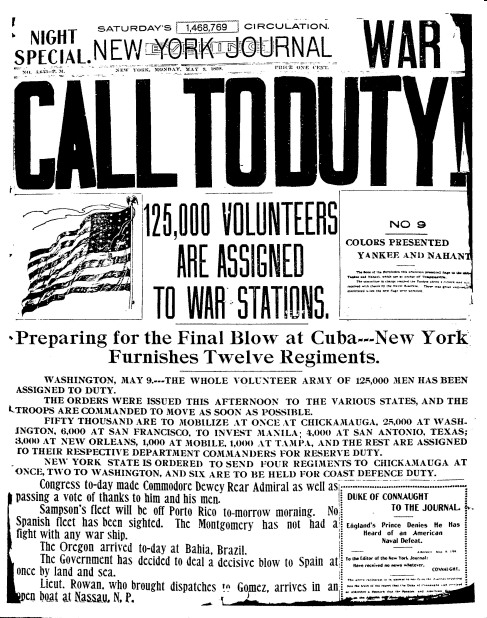 NIGHT
SPECIAL.
SATURDAY'S 1,468,769 CIRCULATION.
NEW YORK JOURNAL
WAR
NEW YORK, MONDAY, MAY 9, 1898.
PRICE ONE CENT.
CALL TO DUTY!
125,000 VOLUNTEERS
ARE ASSIGNED
TO WAR STATIONS.
NO 9
COLORS PRESENTED
YANKEE AND NAHANT
Preparing for the Final Blow at Cuba---New York
Furnishes Twelve Regiments.
WASHINGTON, MAY 9.---THE WHOLE VOLUNTEER ARMY OF 125,000 MEN HAS BEEN
ASSIGNED TO DUTY.
THE ORDERS WERE ISSUED THIS AFTERNOON TO THE VARIOUS STATES, AND THE
TROOPS ARE COMMANDED TO MOVE AS SOON AS POSSIBLE.
FIFTY THOUSAND ARE TO MOBILIZE AT ONCE AT CHICKAMAUGA, 25,000 AT WASH-
INGTON, 6,000 AT SAN FRANCISCO, TO INVADE MANILA; 4,000 AT SAN ANTONIO, TEXAS;
3,000 AT NEW ORLEANS, 1,000 AT MOBILE, 1,000 AT TAMPA, AND THE REST ARE ASSIGNED
TO THEIR RESPECTIVE DEPARTMENT COMMANDERS FOR RESERVE DUTY.
NEW YORK STATE IS ORDERED TO SEND FOUR REGIMENTS TO CHICKAMAUGA AT
ONCE, TWO TO WASHINGTON, AND SIX ARE TO BE HELD FOR COAST DEFENCE DUTY.
Congress to-day made Commodore Dewey Rear Admiral as well as
passing a vote of thanks to him and his men.
Sampson's fleet will be off Porto Rico to-morrow morning. No
Spanish fleet has been sighted. The Montgomery has not had a
fight with any war ship.
The Oregon arrived to-day at Bahia, Brazil.
The Government has decided to deal a decisive blow to Spain at
once by land and sea.
Lieut. Rowan, who brought dispatches to Gomez, arrives in an
open boat at Nassau, N. P.
DUKE OF CONNAUGHT
TO THE JOURNAL.
England's Prince Denies He Has
Heard of an American
Naval Defeat.
To the Editor of the New York Journal:
Have received no news whatever.
CONNAUGHT.